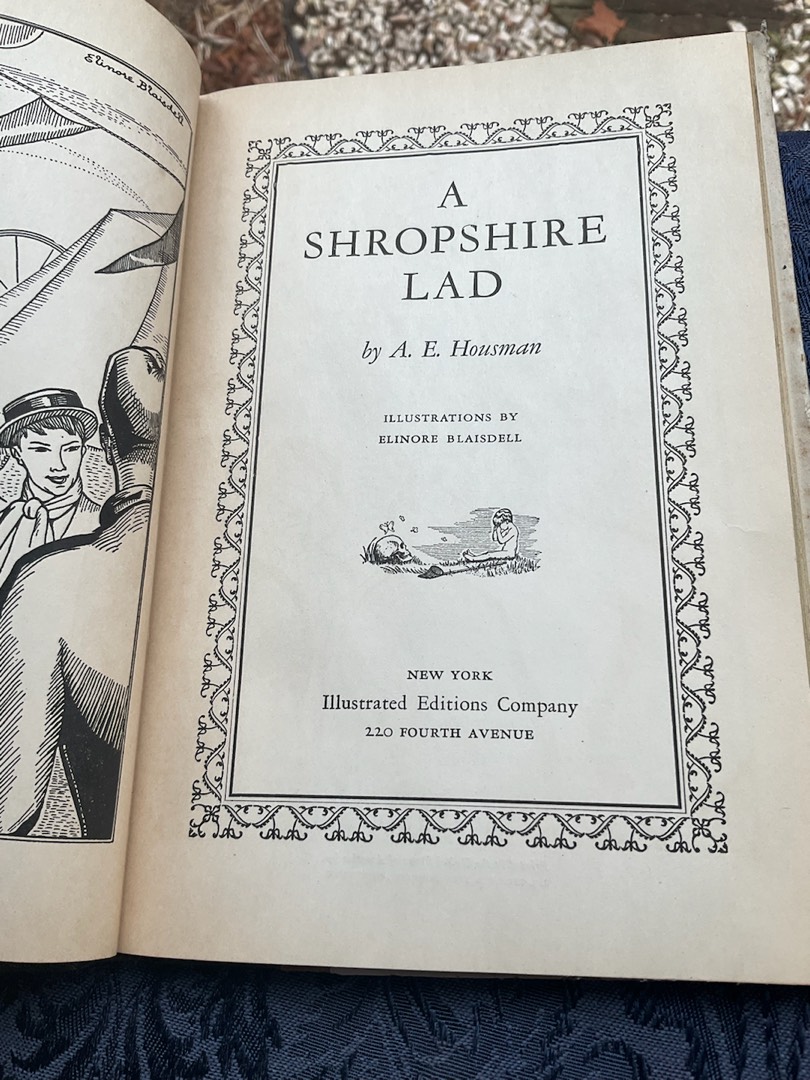 Elinore Blaisdell
A
SHROPSHIRE
LAD
by A. E. Housman
ILLUSTRATIONS BY
ELINORE BLAISDELL
NEW YORK
Illustrated Editions Company
220 FOURTH AVENUE